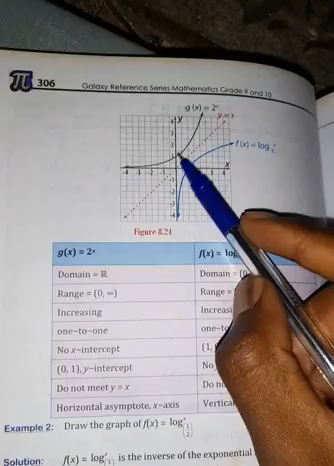 306
Galaxy Reference Series Mathematics Grade 9 and 10
g (x) = 2ˣ
y = x
f(x) = log₂ˣ
Figure 8.24
g(x) = 2ˣ f(x) = log
Domain = ℝ Domain = (0
Range = (0, ∞) Range =
Increasing Increasi
one-to-one one-to
No x-intercept (1,
(0, 1), y-intercept No
Do not meet y = x Do no
Horizontal asymptote, x-axis Vertica
Example 2: Draw the graph of f(x) = log₍½₎ˣ
Solution: f(x) = log₍ is the inverse of the exponential